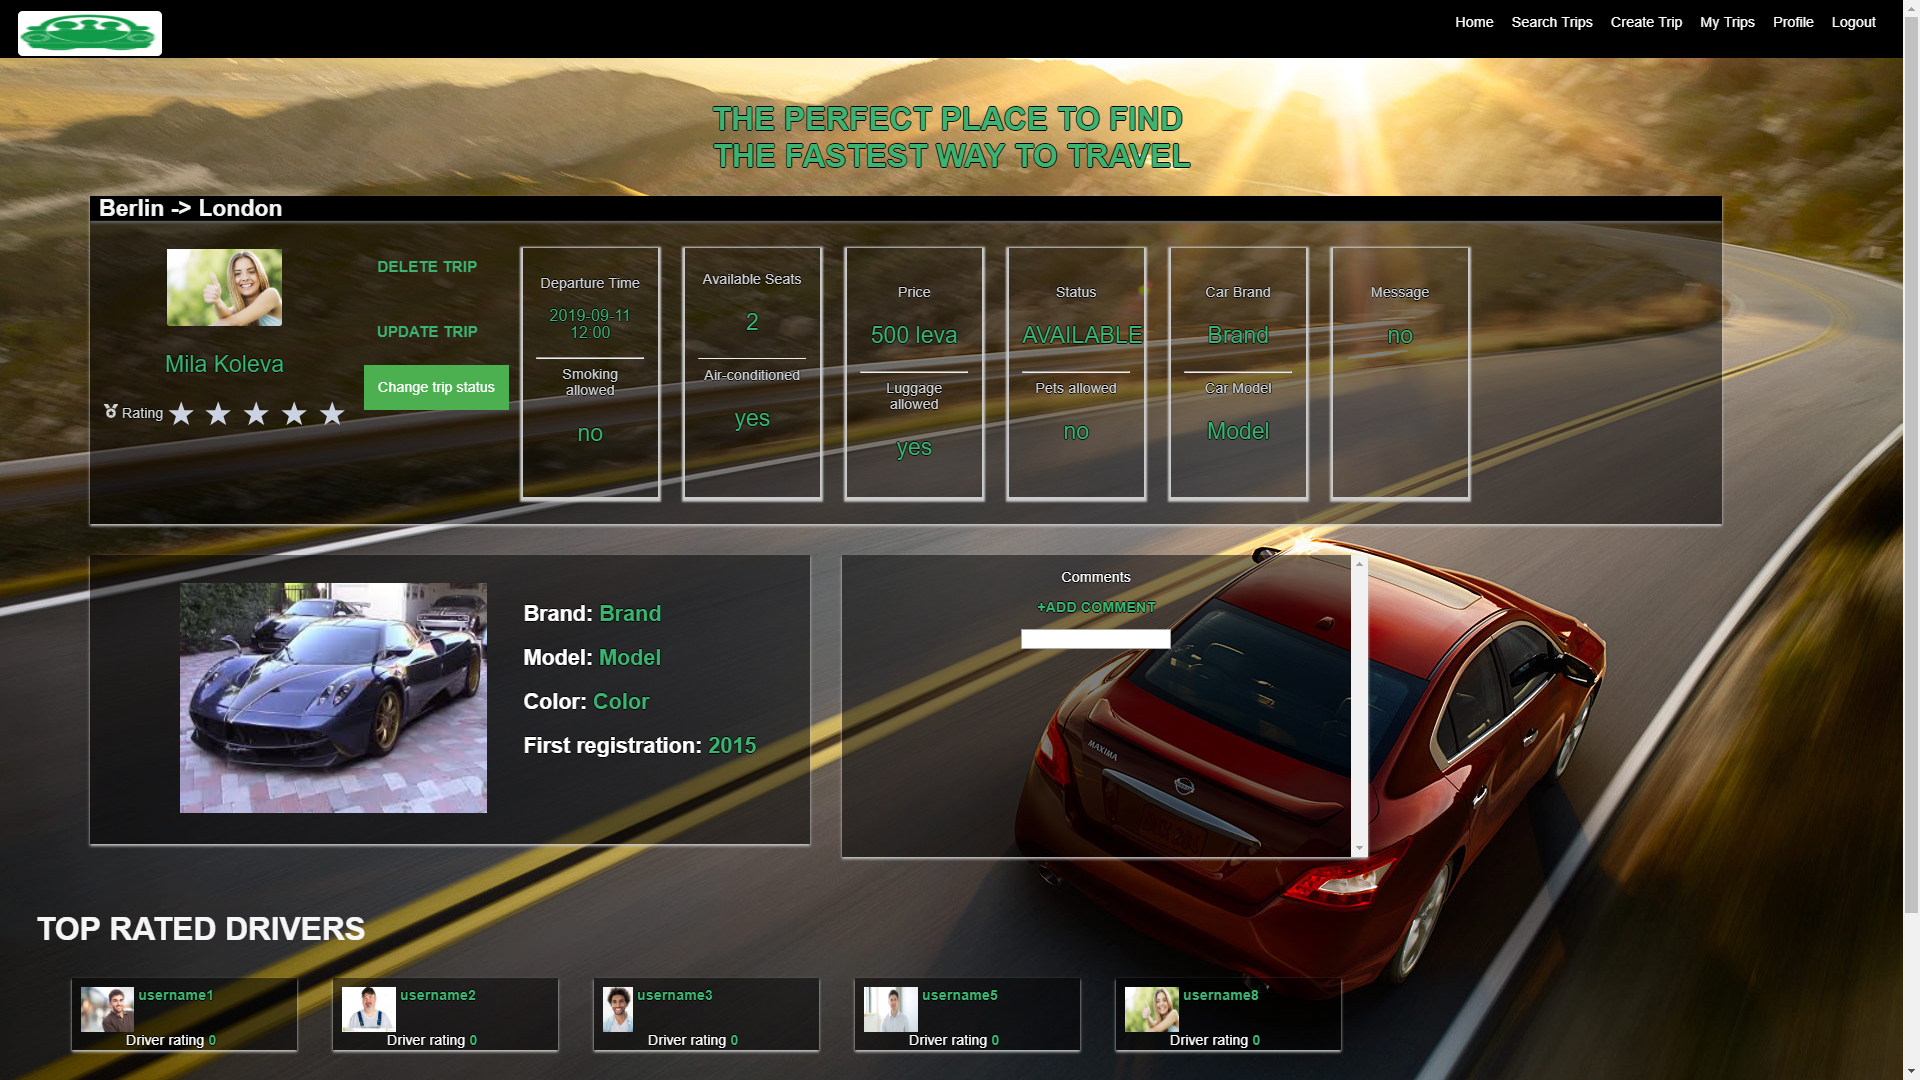 Home Search Trips Create Trip My Trips Profile Logout
THE PERFECT PLACE TO FIND
THE FASTEST WAY TO TRAVEL
Berlin -> London
Mila Koleva
Rating
DELETE TRIP
UPDATE TRIP
Change trip status
Departure Time
2019-09-11
12:00
Smoking
allowed
no
Available Seats
2
Air-conditioned
yes
Price
500 leva
Luggage
allowed
yes
Status
AVAILABLE
Pets allowed
no
Car Brand
Brand
Car Model
Model
Message
no
Brand: Brand
Model: Model
Color: Color
First registration: 2015
Comments
+ADD COMMENT
MAXIMA
TOP RATED DRIVERS
username1
Driver rating 0
username2
Driver rating 0
username3
Driver rating 0
username5
Driver rating 0
username8
Driver rating 0